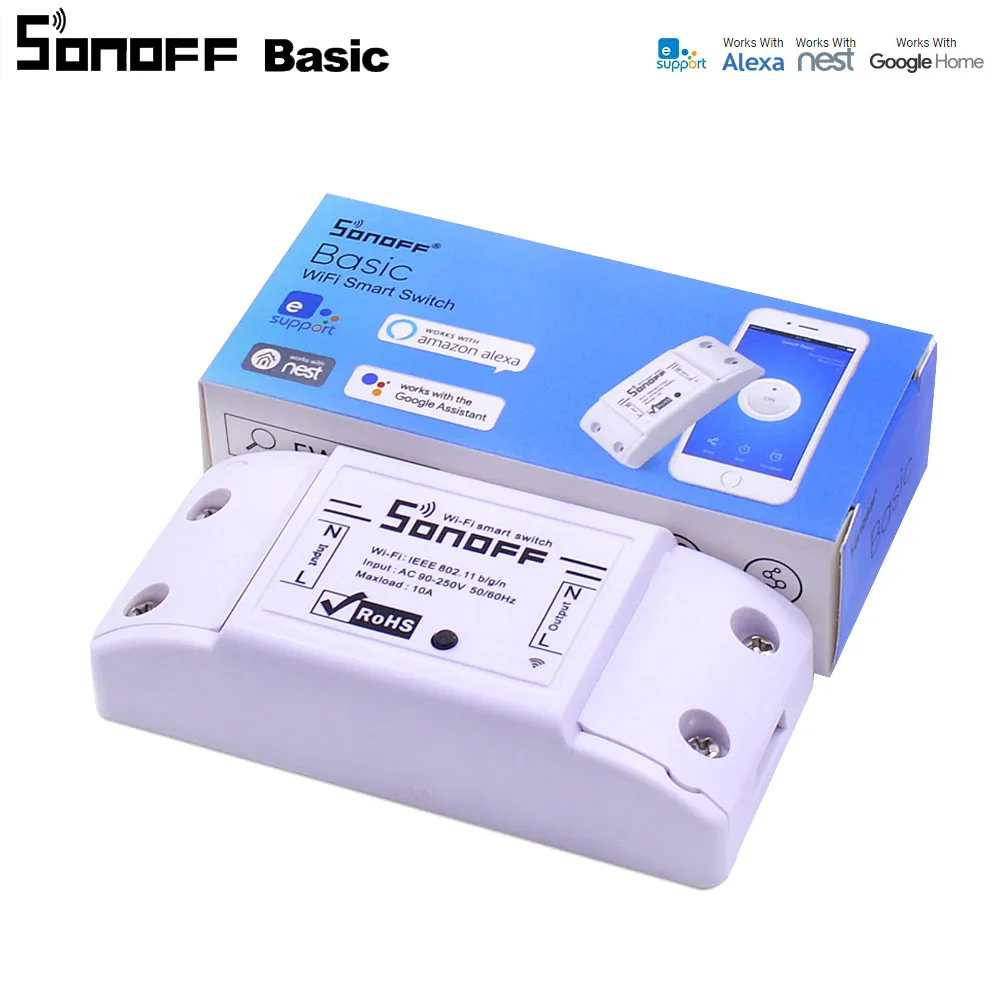 SONOFF Basic
e
support
Works With
Alexa
Works With
nest
Works With
Google Home
SONOFF®
Basic
WiFi Smart Switch
e
support
WORKS WITH
amazon alexa
works with
nest
works with the
Google Assistant
ON
EW
Basic
Wi-Fi smart switch
SONOFF
N
Input
L
Wi-Fi : IEEE 802.11 b/g/n
Input : AC 90-250V 50/60Hz
Maxload : 10A
RoHS
N
Output
L